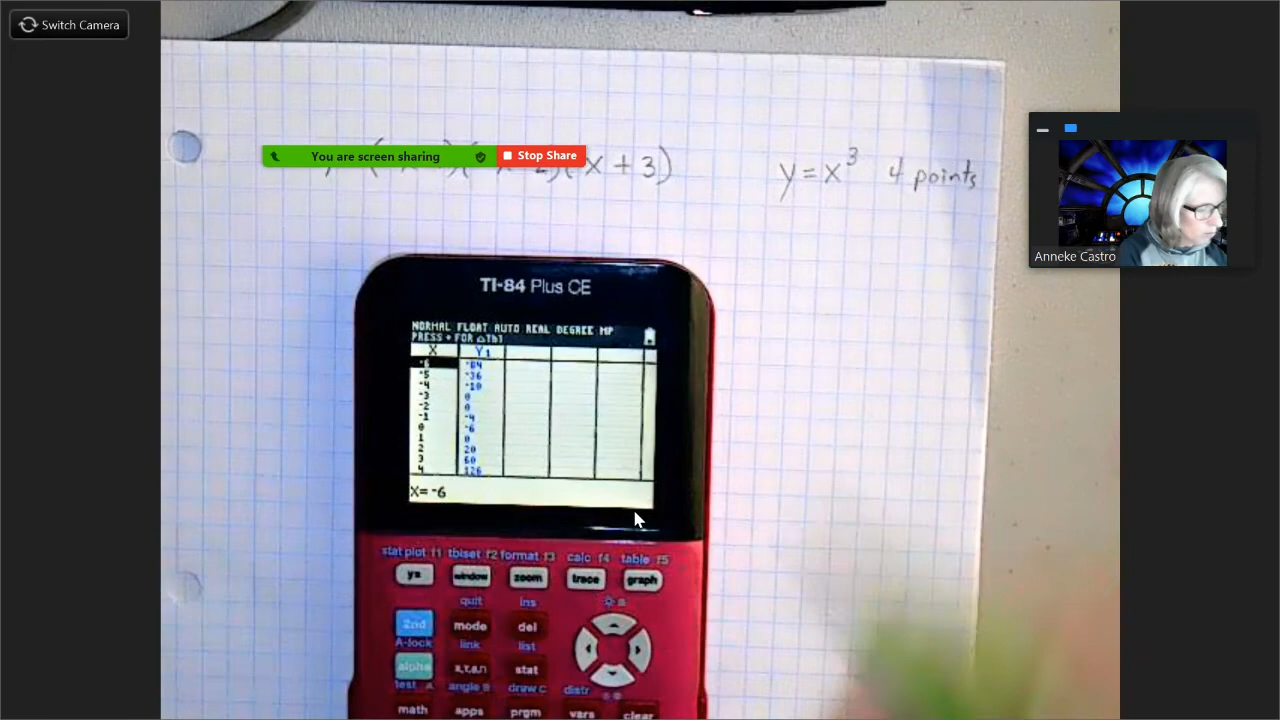 Switch Camera
You are screen sharing
Stop Share
x + 3)
y = x³ 4 points
Anneke Castro
TI-84 Plus CE
NORMAL FLOAT AUTO REAL DEGREE MP
PRESS + FOR △Tbl
X Y1
-6 -84
-5 -36
-4 -10
-3 0
-2 0
-1 -4
0 -6
1 0
2 20
3 60
4 126
X= -6
stat plot f1 tblset f2 format f3 calc f4 table f5
y= window zoom trace graph
quit ins
2nd mode del
A-lock link list
alpha X,T,θ,n stat
test A angle B draw C distr
math apps prgm vars clear